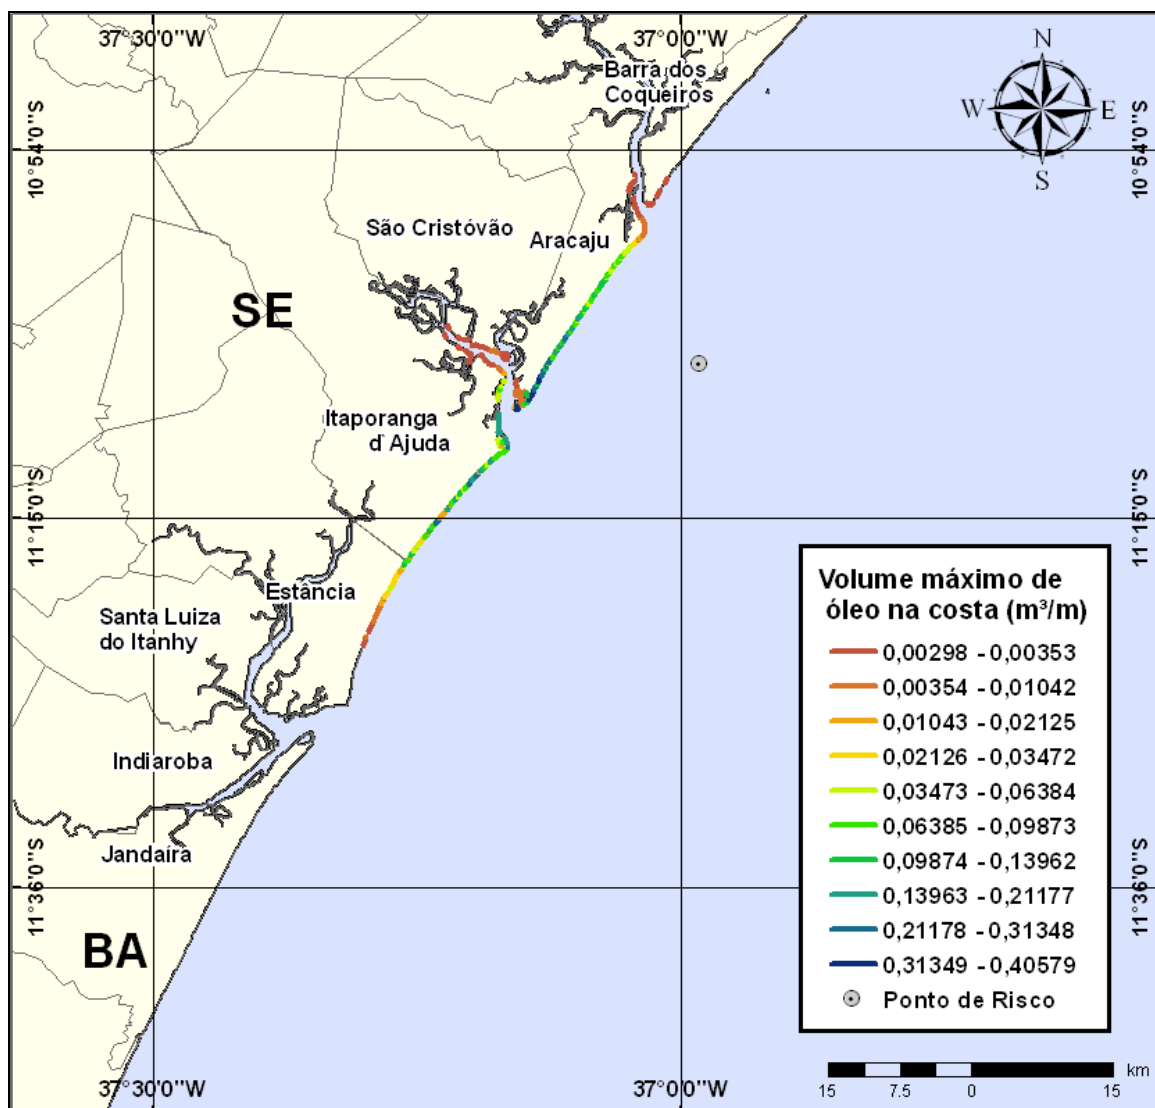 37°30'0"W
37°0'0"W
N
W
E
S
Barra dos
Coqueiros
10°54'0"S
10°54'0"S
São Cristóvão
Aracaju
SE
Itaporanga
d`Ajuda
11°15'0"S
11°15'0"S
Estância
Santa Luiza
do Itanhy
Indiaroba
Jandaíra
11°36'0"S
11°36'0"S
BA
Volume máximo de
óleo na costa (m³/m)
0,00298 - 0,00353
0,00354 - 0,01042
0,01043 - 0,02125
0,02126 - 0,03472
0,03473 - 0,06384
0,06385 - 0,09873
0,09874 - 0,13962
0,13963 - 0,21177
0,21178 - 0,31348
0,31349 - 0,40579
Ponto de Risco
37°30'0"W
37°0'0"W
km
15 7.5 0 15